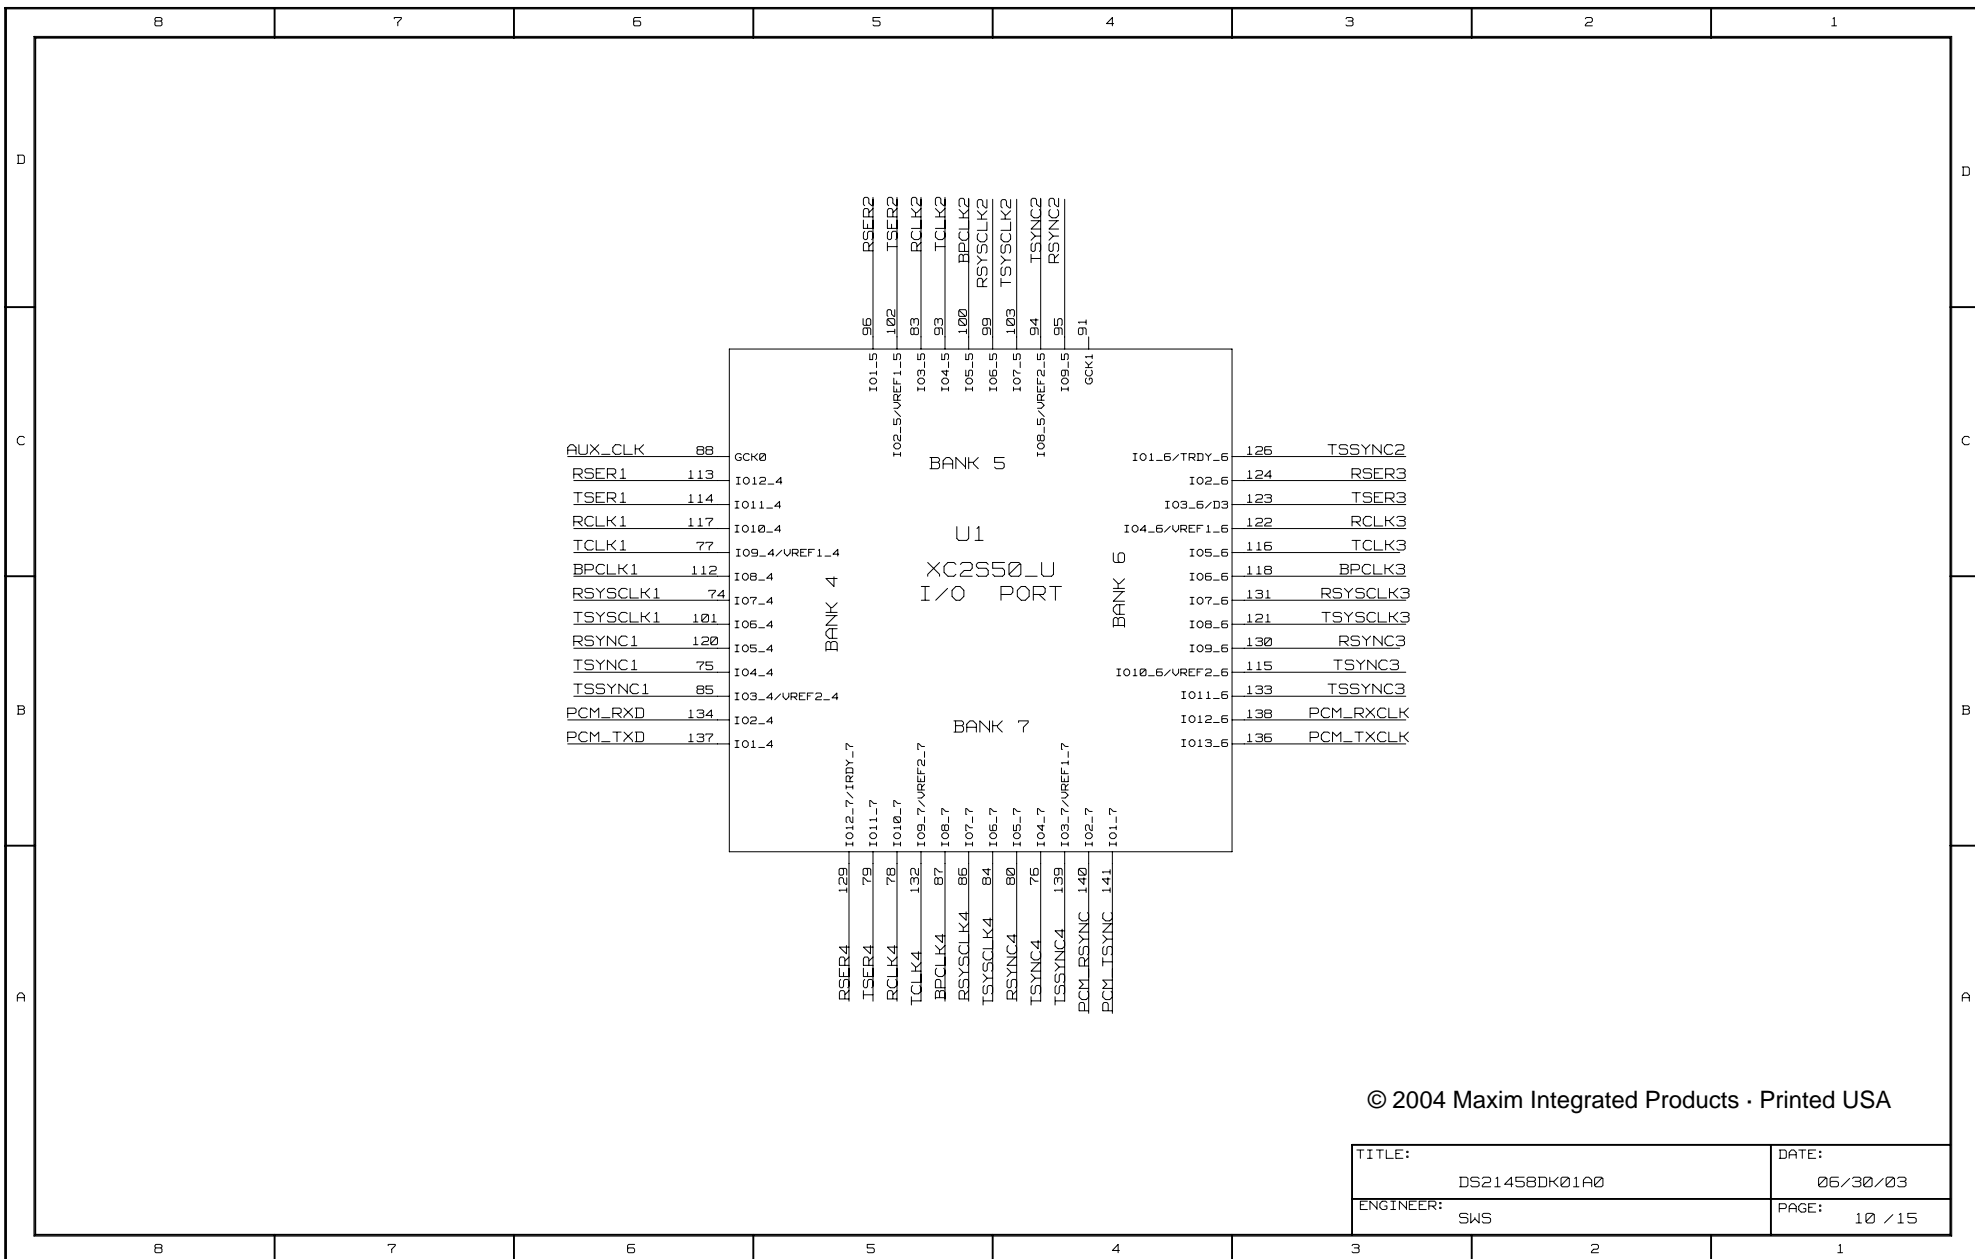 8 7 6 5 4 3 2 1
D
D
C
C
B
B
A
A
RSER2
TSER2
RCLK2
TCLK2
BPCLK2
RSYSCLK2
TSYSCLK2
TSYNC2
RSYNC2
96
102
83
93
100
99
103
94
95
91
IO1_5
IO2_5/VREF1_5
IO3_5
IO4_5
IO5_5
IO6_5
IO7_5
IO8_5/VREF2_5
IO9_5
GCK1
AUX_CLK 88 GCK0
RSER1 113 IO12_4
TSER1 114 IO11_4
RCLK1 117 IO10_4
TCLK1 77 IO9_4/VREF1_4
BPCLK1 112 IO8_4
RSYSCLK1 74 IO7_4
TSYSCLK1 101 IO6_4
RSYNC1 120 IO5_4
TSYNC1 75 IO4_4
TSSYNC1 85 IO3_4/VREF2_4
PCM_RXD 134 IO2_4
PCM_TXD 137 IO1_4
BANK 5
U1
XC2S50_U
I/O PORT
BANK 4
BANK 6
BANK 7
IO1_6/TRDY_6 126 TSSYNC2
IO2_6 124 RSER3
IO3_6/D3 123 TSER3
IO4_6/VREF1_6 122 RCLK3
IO5_6 116 TCLK3
IO6_6 118 BPCLK3
IO7_6 131 RSYSCLK3
IO8_6 121 TSYSCLK3
IO9_6 130 RSYNC3
IO10_6/VREF2_6 115 TSYNC3
IO11_6 133 TSSYNC3
IO12_6 138 PCM_RXCLK
IO13_6 136 PCM_TXCLK
IO12_7/IRDY_7
IO11_7
IO10_7
IO9_7/VREF2_7
IO8_7
IO7_7
IO6_7
IO5_7
IO4_7
IO3_7/VREF1_7
IO2_7
IO1_7
129
79
78
132
87
86
84
80
76
139
140
141
RSER4
TSER4
RCLK4
TCLK4
BPCLK4
RSYSCLK4
TSYSCLK4
RSYNC4
TSYNC4
TSSYNC4
PCM_RSYNC
PCM_TSYNC
© 2004 Maxim Integrated Products · Printed USA
TITLE:
DS21458DK01A0
DATE:
06/30/03
ENGINEER:
SWS
PAGE:
10 /15
8 7 6 5 4 3 2 1